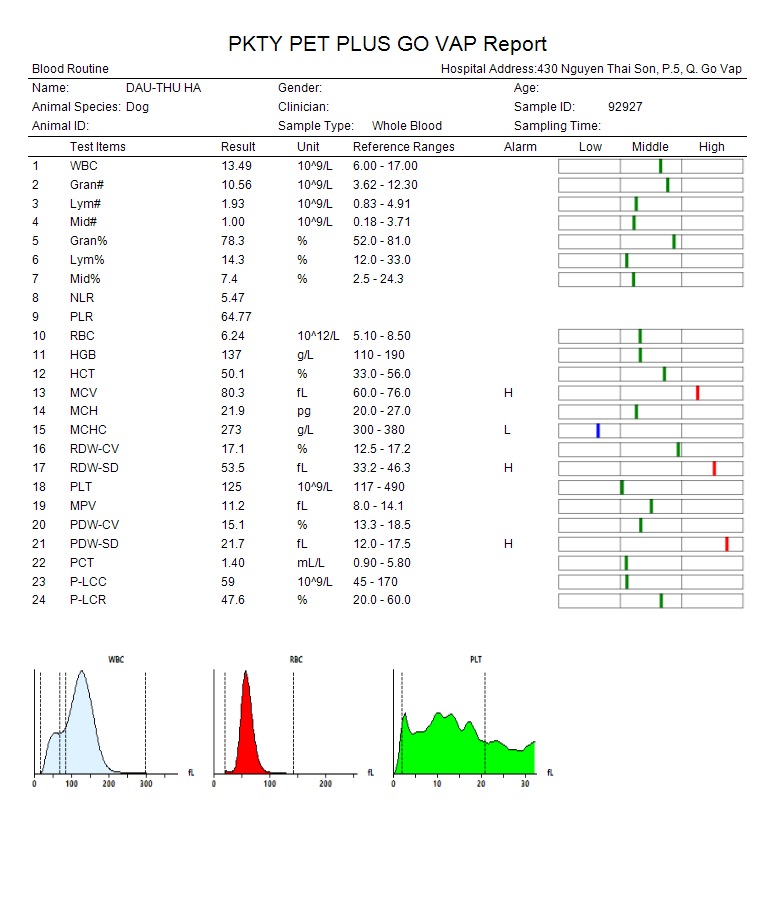 PKTY PET PLUS GO VAP Report
Blood Routine Hospital Address:430 Nguyen Thai Son, P.5, Q. Go Vap
Name: DAU-THU HA Gender: Age:
Animal Species: Dog Clinician: Sample ID: 92927
Animal ID: Sample Type: Whole Blood Sampling Time:
Test Items Result Unit Reference Ranges Alarm Low Middle High
1 WBC 13.49 10^9/L 6.00 - 17.00
2 Gran# 10.56 10^9/L 3.62 - 12.30
3 Lym# 1.93 10^9/L 0.83 - 4.91
4 Mid# 1.00 10^9/L 0.18 - 3.71
5 Gran% 78.3 % 52.0 - 81.0
6 Lym% 14.3 % 12.0 - 33.0
7 Mid% 7.4 % 2.5 - 24.3
8 NLR 5.47
9 PLR 64.77
10 RBC 6.24 10^12/L 5.10 - 8.50
11 HGB 137 g/L 110 - 190
12 HCT 50.1 % 33.0 - 56.0
13 MCV 80.3 fL 60.0 - 76.0 H
14 MCH 21.9 pg 20.0 - 27.0
15 MCHC 273 g/L 300 - 380 L
16 RDW-CV 17.1 % 12.5 - 17.2
17 RDW-SD 53.5 fL 33.2 - 46.3 H
18 PLT 125 10^9/L 117 - 490
19 MPV 11.2 fL 8.0 - 14.1
20 PDW-CV 15.1 % 13.3 - 18.5
21 PDW-SD 21.7 fL 12.0 - 17.5 H
22 PCT 1.40 mL/L 0.90 - 5.80
23 P-LCC 59 10^9/L 45 - 170
24 P-LCR 47.6 % 20.0 - 60.0
WBC RBC PLT
fL fL fL
0 100 200 300 0 100 200 0 10 20 30